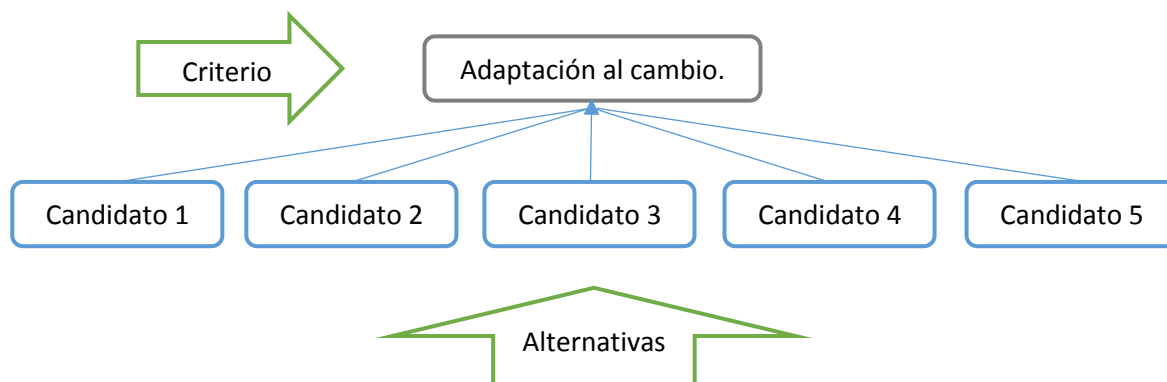 Criterio
Adaptación al cambio.
Candidato 1
Candidato 2
Candidato 3
Candidato 4
Candidato 5
Alternativas